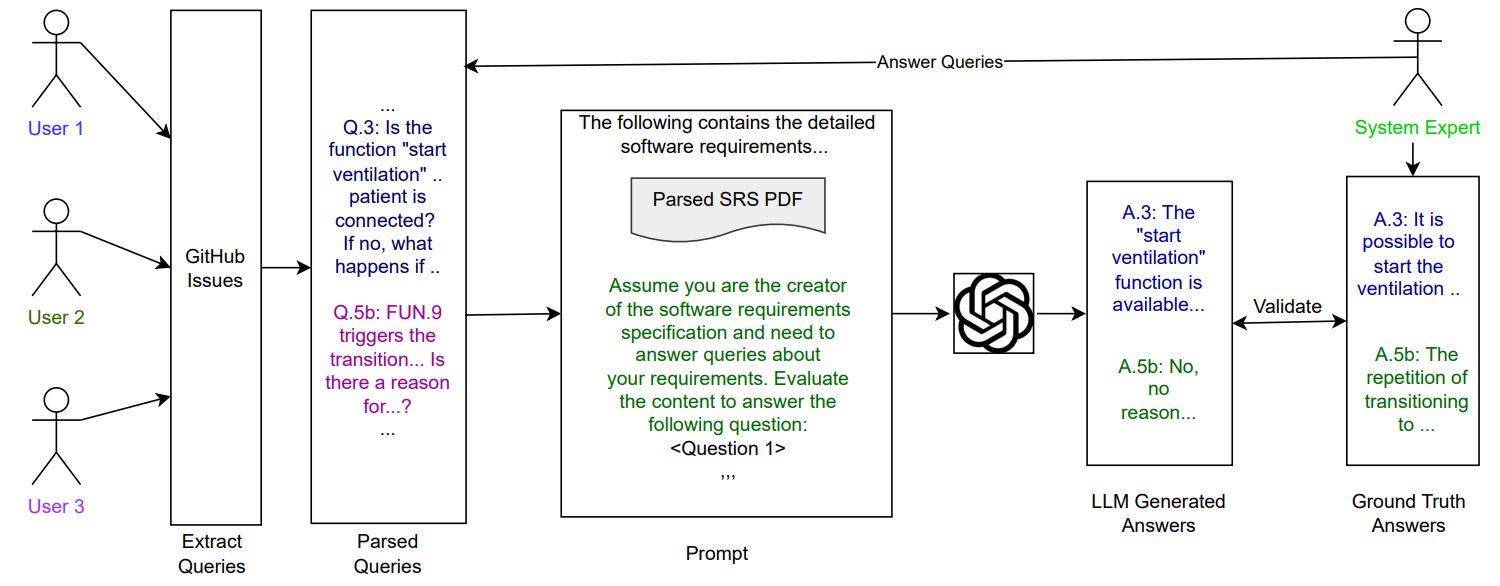 User 1
User 2
User 3
GitHub
Issues
Extract
Queries
...
Q.3: Is the
function "start
ventilation" ..
patient is
connected?
If no, what
happens if ..
Q.5b: FUN.9
triggers the
transition... Is
there a reason
for...?
...
Parsed
Queries
Answer Queries
The following contains the detailed
software requirements...
Parsed SRS PDF
Assume you are the creator
of the software requirements
specification and need to
answer queries about
your requirements. Evaluate
the content to answer the
following question:
<Question 1>
,,,
Prompt
A.3: The
"start
ventilation"
function is
available...
A.5b: No,
no
reason...
LLM Generated
Answers
Validate
System Expert
A.3: It is
possible to
start the
ventilation ..
A.5b: The
repetition of
transitioning
to ...
Ground Truth
Answers